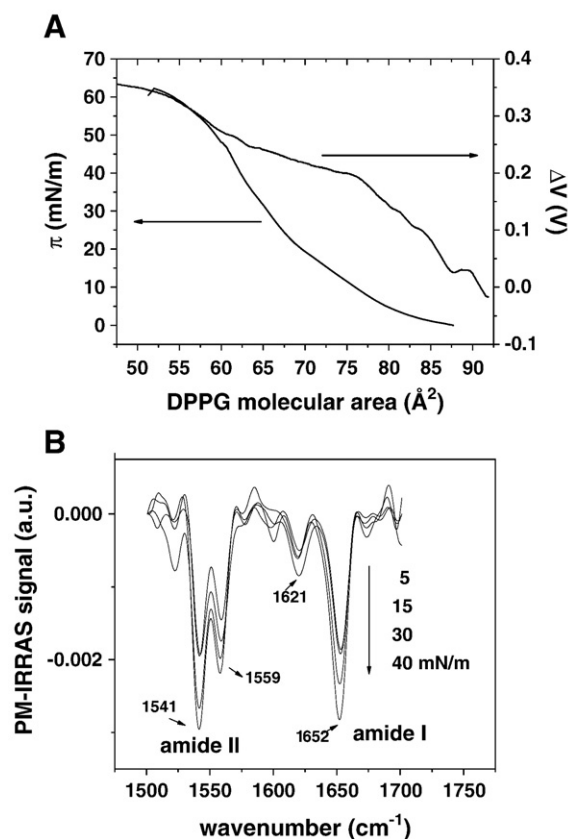 A
70
60
50
40
30
20
10
0
π (mN/m)
0.4
0.3
0.2
0.1
0.0
-0.1
ΔV (V)
50 55 60 65 70 75 80 85 90
DPPG molecular area (Å²)
B
0.000
-0.002
PM-IRRAS signal (a.u.)
1621
5
15
30
40 mN/m
1559
1541
1652
amide II
amide I
1500 1550 1600 1650 1700 1750
wavenumber (cm⁻¹)